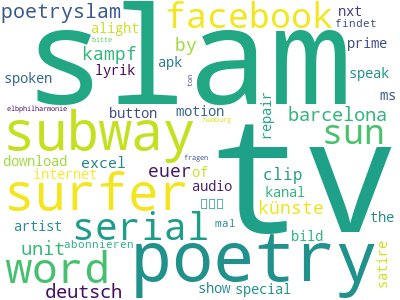 poetryslam facebook nxt
alight findet
slam
kampf by prime
lyrik apk
spoken speak
bitte
elbphilharmonie button motion ms
ton
subway hamburg repair barcelona
sun
download excel fragen euer of clip
internet audio kanal
surfer künste
artist serial mal bild the
unit abonnieren tv
word poetry satire
deutsch show special